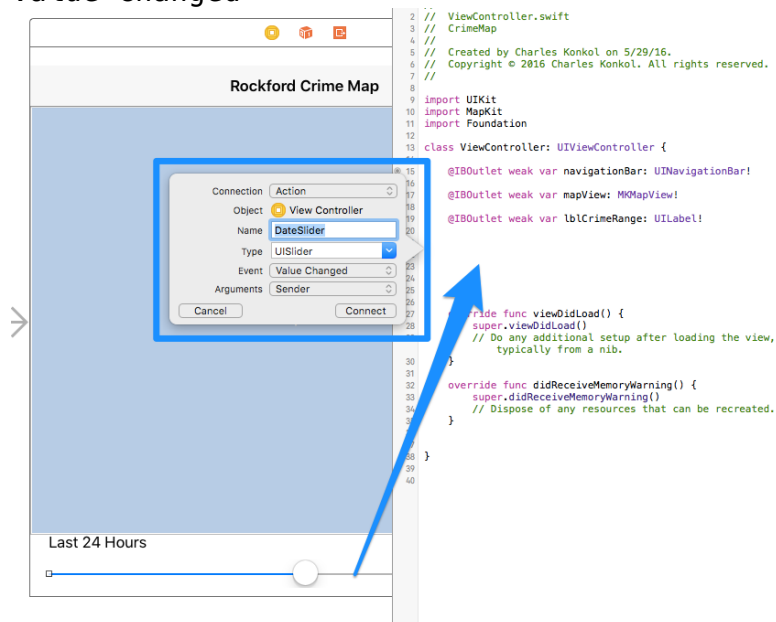 Value Changed
Rockford Crime Map
Connection Action
Object View Controller
Name DateSlider
Type UISlider
Event Value Changed
Arguments Sender
Cancel Connect
Last 24 Hours
2 // ViewController.swift
3 // CrimeMap
4 //
5 // Created by Charles Konkol on 5/29/16.
6 // Copyright © 2016 Charles Konkol. All rights reserved.
7 //
8
9 import UIKit
10 import MapKit
11 import Foundation
12
13 class ViewController: UIViewController {
15 @IBOutlet weak var navigationBar: UINavigationBar!
16
17 @IBOutlet weak var mapView: MKMapView!
18
19 @IBOutlet weak var lblCrimeRange: UILabel!
20
23
24
25
26
27 override func viewDidLoad() {
28 super.viewDidLoad()
// Do any additional setup after loading the view,
typically from a nib.
30 }
31
32 override func didReceiveMemoryWarning() {
33 super.didReceiveMemoryWarning()
34 // Dispose of any resources that can be recreated.
}
38 }
39
40